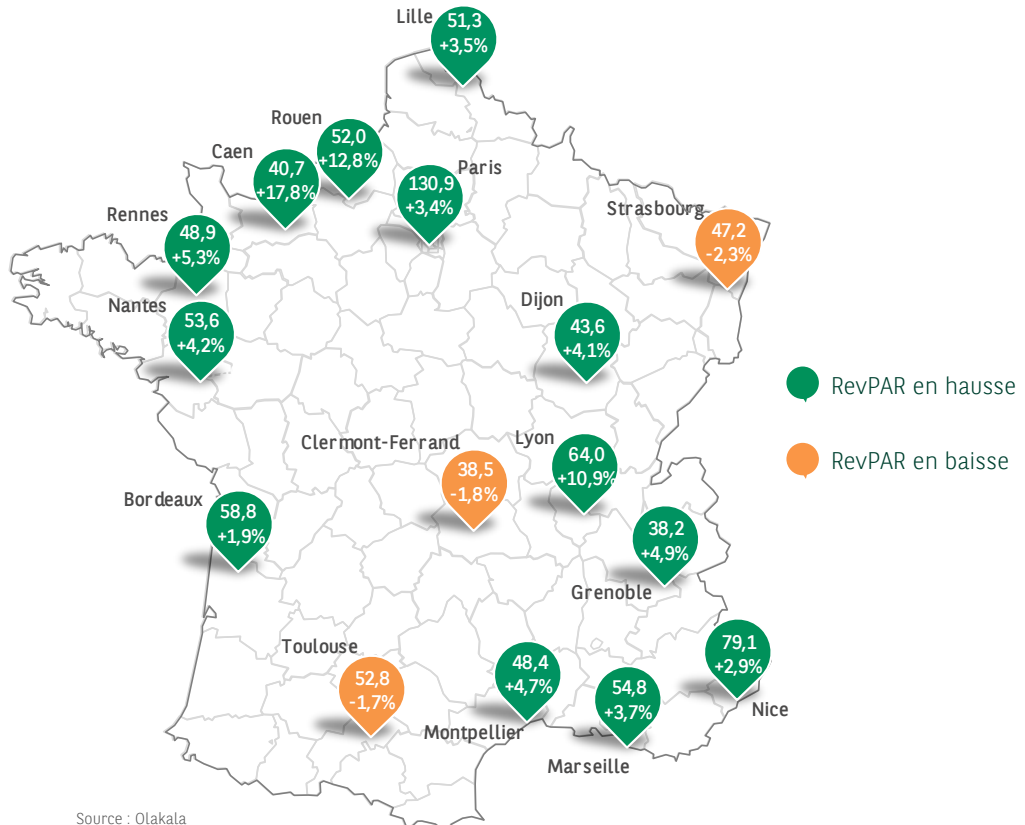 Lille
51,3
+3,5%
Rouen
52,0
+12,8%
Caen
40,7
+17,8%
Paris
130,9
+3,4%
Strasbourg
47,2
-2,3%
Rennes
48,9
+5,3%
Nantes
53,6
+4,2%
Dijon
43,6
+4,1%
RevPAR en hausse
RevPAR en baisse
Clermont-Ferrand
38,5
-1,8%
Lyon
64,0
+10,9%
Bordeaux
58,8
+1,9%
38,2
+4,9%
Grenoble
Toulouse
52,8
-1,7%
48,4
+4,7%
Montpellier
54,8
+3,7%
Marseille
79,1
+2,9%
Nice
Source : Olakala